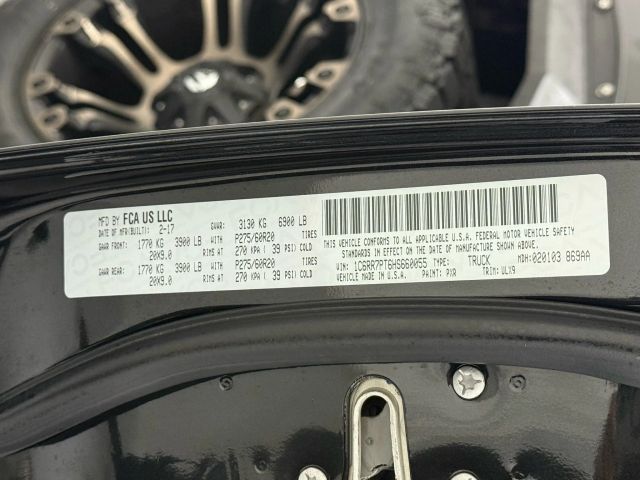 MFD BY FCA US LLC GVWR: 3130 KG 6900 LB
DATE OF MFR(BUILT): 2-17
GAWR FRONT: 1770 KG 3900 LB WITH P275/60R20 TIRES
20X9.0 RIMS AT 270 KPA ( 39 PSI) COLD
GAWR REAR: 1770 KG 3900 LB WITH P275/60R20 TIRES
20X9.0 RIMS AT 270 KPA ( 39 PSI) COLD
THIS VEHICLE CONFORMS TO ALL APPLICABLE U.S.A. FEDERAL MOTOR VEHICLE SAFETY
STANDARDS IN EFFECT ON THE DATE OF MANUFACTURE SHOWN ABOVE.
VIN: 1C6RR7PT6HS660055 TYPE: TRUCK MDH:020103 869AA
VEHICLE MADE IN U.S.A. PAINT: PXR TRIM: VLX9